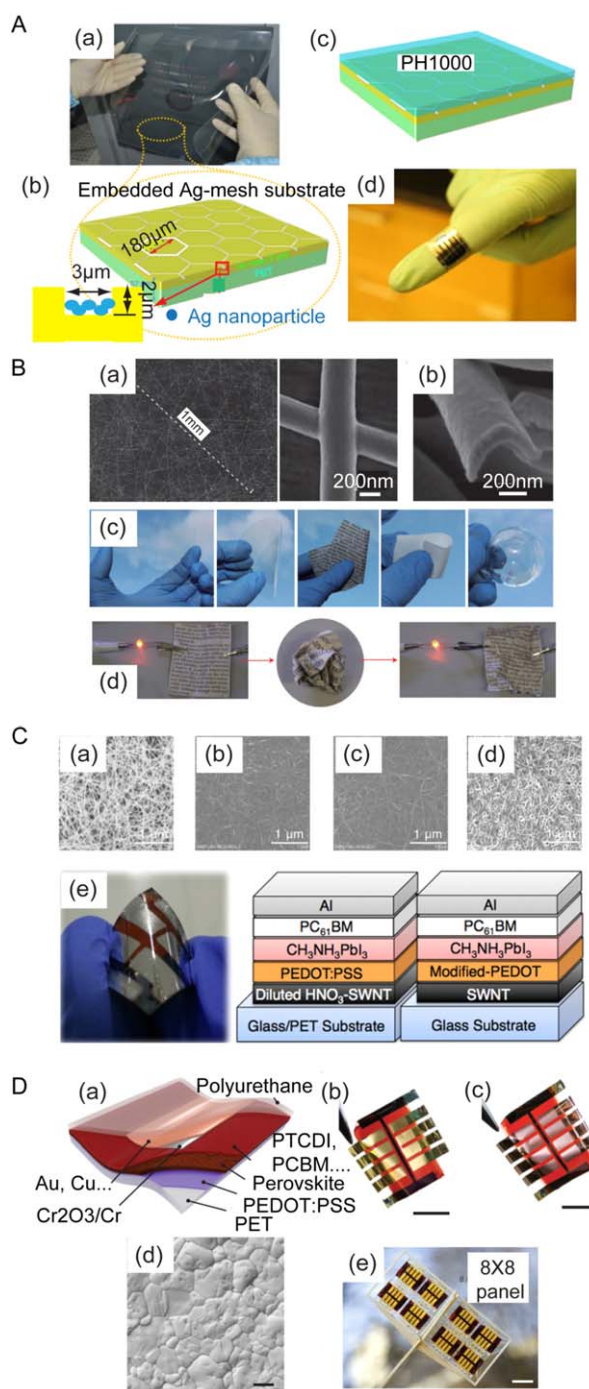 A
(a)
(c)
PH1000
(b)
Embedded Ag-mesh substrate
180μm
3μm
2μm
Ag nanoparticle
(d)
B
(a)
1mm
200nm
(b)
200nm
(c)
(d)
C
(a)
1 μm
(b)
1 μm
(c)
1 μm
(d)
1 μm
(e)
Al
PC61BM
CH3NH3PbI3
PEDOT:PSS
Diluted HNO3-SWNT
Glass/PET Substrate
Al
PC61BM
CH3NH3PbI3
Modified-PEDOT
SWNT
Glass Substrate
D
(a)
Polyurethane
PTCDI,
PCBM....
Au, Cu...
Perovskite
Cr2O3/Cr
PEDOT:PSS
PET
(b)
(c)
(d)
(e)
8X8
panel